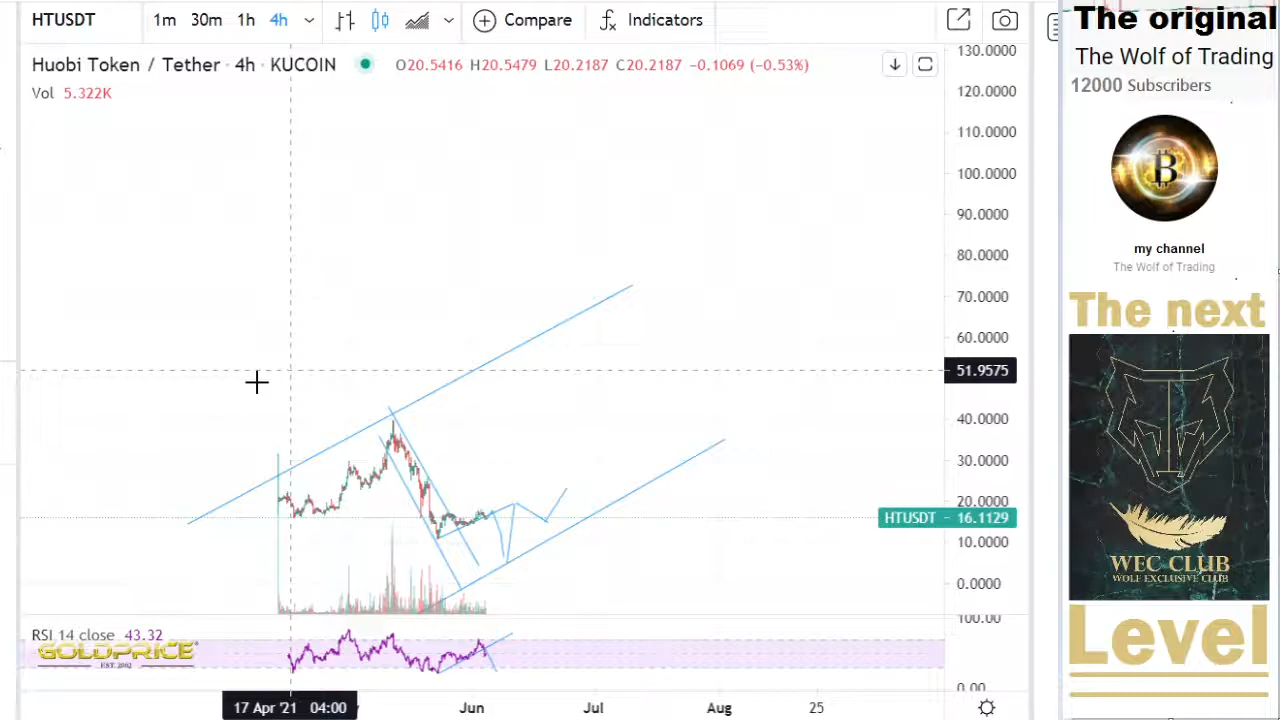 HTUSDT 1m 30m 1h 4h Compare Indicators
Huobi Token / Tether · 4h · KUCOIN O20.5416 H20.5479 L20.2187 C20.2187 −0.1069 (−0.53%)
Vol 5.322K
130.0000
120.0000
110.0000
100.0000
90.0000
80.0000
70.0000
60.0000
51.9575
40.0000
30.0000
20.0000
HTUSDT 16.1129
10.0000
0.0000
100.00
RSI 14 close 43.32
GOLDPRICE®
EST. 2002
0.00
17 Apr '21 04:00 Jun Jul Aug 25
The original
The Wolf of Trading
12000 Subscribers
B
my channel
The Wolf of Trading
The next
WEC CLUB
WOLF EXCLUSIVE CLUB
Level